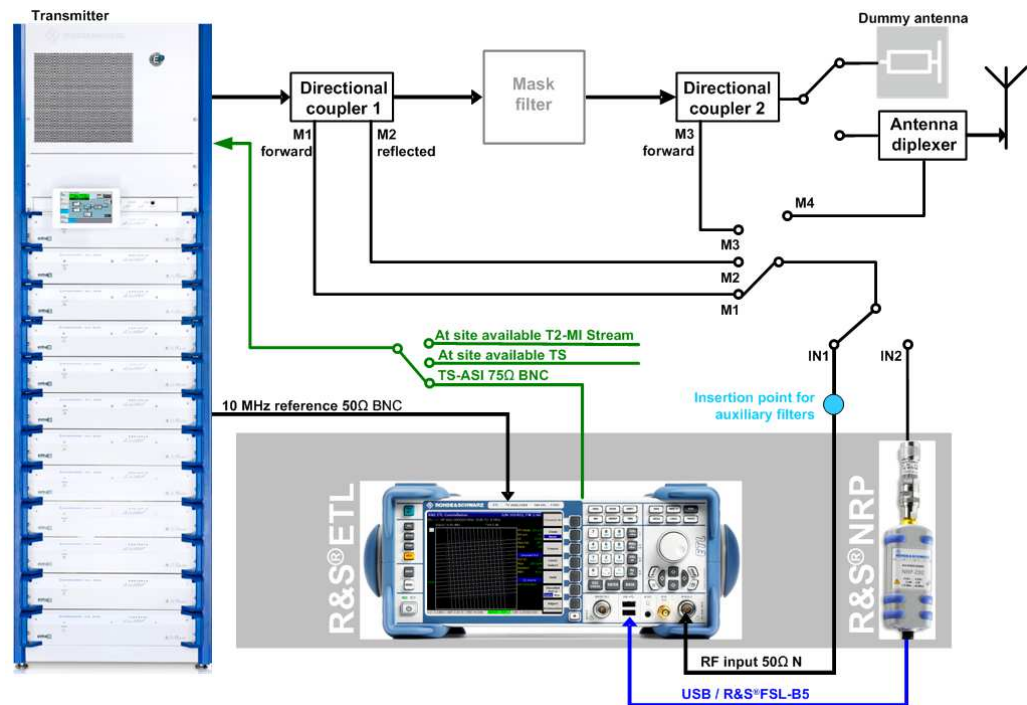 Transmitter
Dummy antenna
Directional
coupler 1
Mask
filter
Directional
coupler 2
Antenna
diplexer
M1
forward
M2
reflected
M3
forward
M4
M3
M2
M1
At site available T2-MI Stream
At site available TS
TS-ASI 75Ω BNC
IN1
IN2
Insertion point for
auxiliary filters
10 MHz reference 50Ω BNC
R&S®ETL
ROHDE&SCHWARZ
R&S®NRP
RF input 50Ω N
USB / R&S®FSL-B5